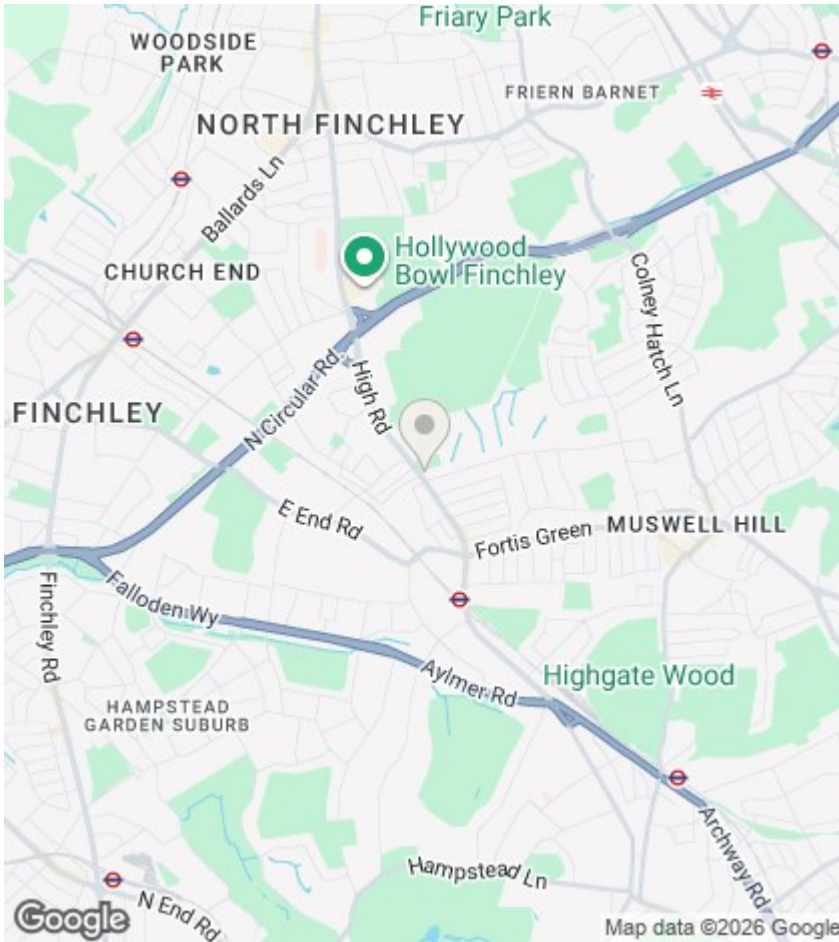 Friary Park
WOODSIDE
PARK
FRIERN BARNET
NORTH FINCHLEY
Ballards Ln
Hollywood
Bowl Finchley
CHURCH END
Colney Hatch Ln
N Circular Rd
High Rd
FINCHLEY
E End Rd
Fortis Green
MUSWELL HILL
Falloden Wy
Finchley Rd
Aylmer Rd
Highgate Wood
HAMPSTEAD
GARDEN SUBURB
Archway Rd
Hampstead Ln
N End Rd
Google
Map data ©2026 Google